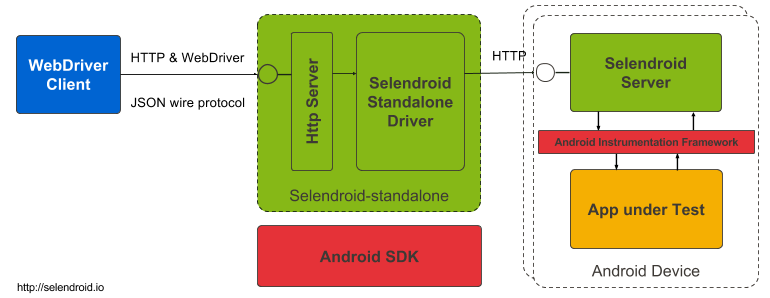 WebDriver
Client
HTTP & WebDriver
JSON wire protocol
Http Server
Selendroid
Standalone
Driver
Selendroid-standalone
Android SDK
HTTP
Selendroid
Server
Android Instrumentation Framework
App under Test
Android Device
http://selendroid.io